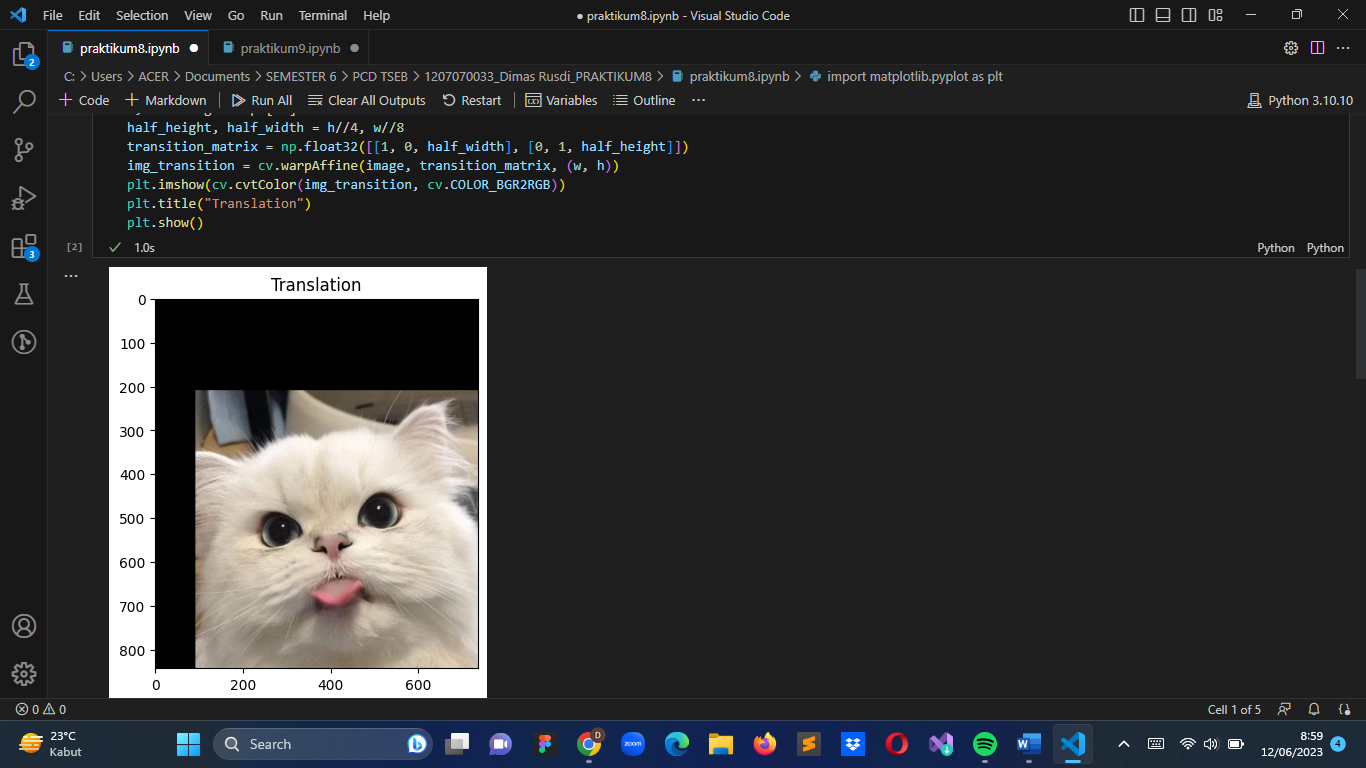 File Edit Selection View Go Run Terminal Help
● praktikum8.ipynb - Visual Studio Code
praktikum8.ipynb ●
praktikum9.ipynb ●
C: > Users > ACER > Documents > SEMESTER 6 > PCD TSEB > 1207070033_Dimas Rusdi_PRAKTIKUM8 > praktikum8.ipynb > import matplotlib.pyplot as plt
+ Code + Markdown | Run All Clear All Outputs Restart | Variables Outline ...
Python 3.10.10
half_height, half_width = h//4, w//8
transition_matrix = np.float32([[1, 0, half_width], [0, 1, half_height]])
img_transition = cv.warpAffine(image, transition_matrix, (w, h))
plt.imshow(cv.cvtColor(img_transition, cv.COLOR_BGR2RGB))
plt.title("Translation")
plt.show()
[2] ✓ 1.0s
Python Python
Translation
0
100
200
300
400
500
600
700
800
0 200 400 600
2
3
0 0
Cell 1 of 5
23°C
Kabut
Search
D
zoom
8:59
12/06/2023
4